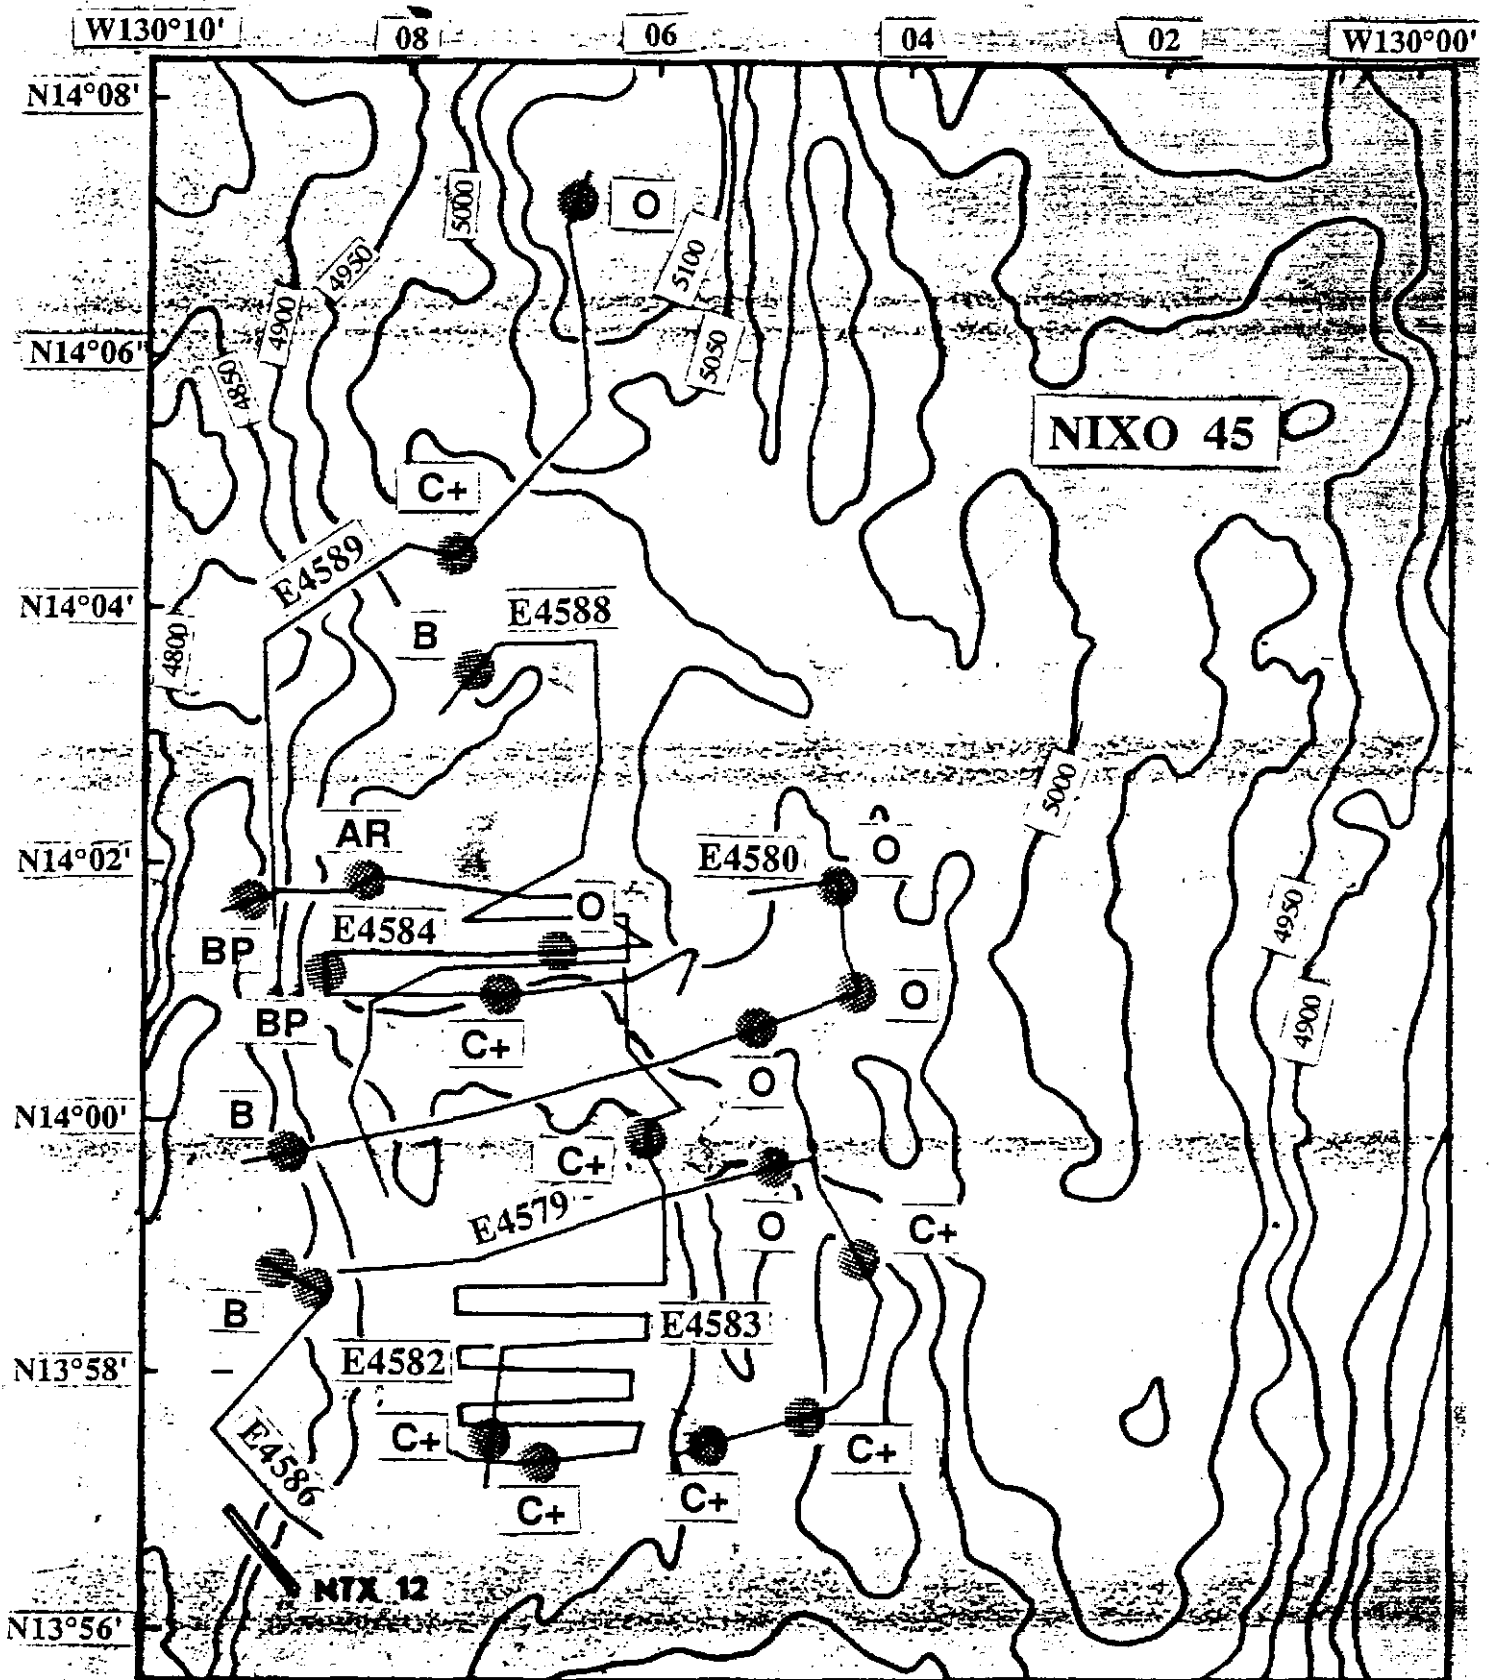 W130°10'
08
06
04
02
W130°00'
N14°08'
5000
O
4950
5100
4900
N14°06'
5050
4850
NIXO 45
C+
E4589
N14°04'
E4588
B
4800
5000
AR
N14°02'
E4580
O
O
E4584
4950
BP
O
BP
4900
C+
O
N14°00'
B
C+
E4579
O
C+
B
E4583
N13°58'
E4582
C+
C+
E4586
C+
C+
NTX 12
N13°56'